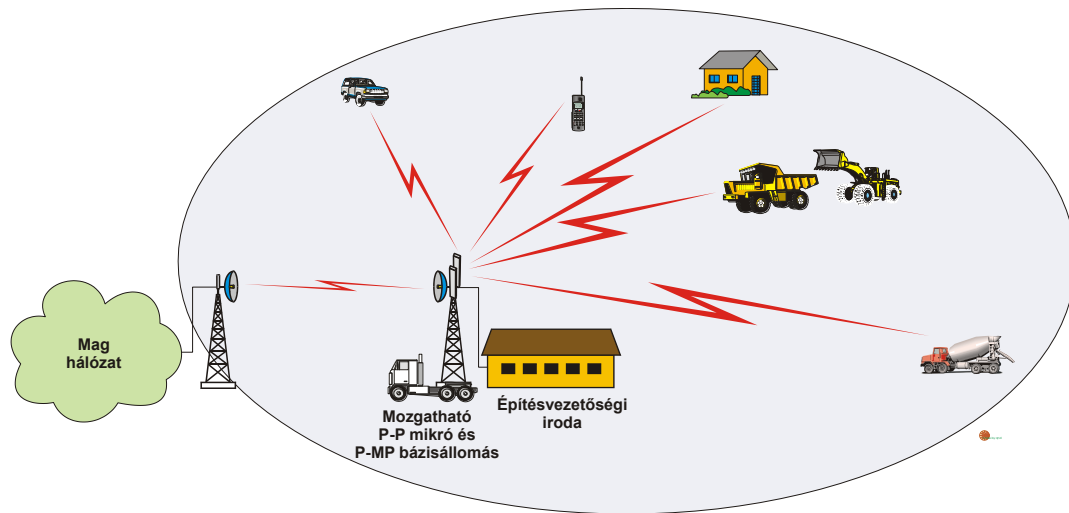 Mag
hálózat
Mozgatható
P-P mikró és
P-MP bázisállomás
Építésvezetőségi
iroda